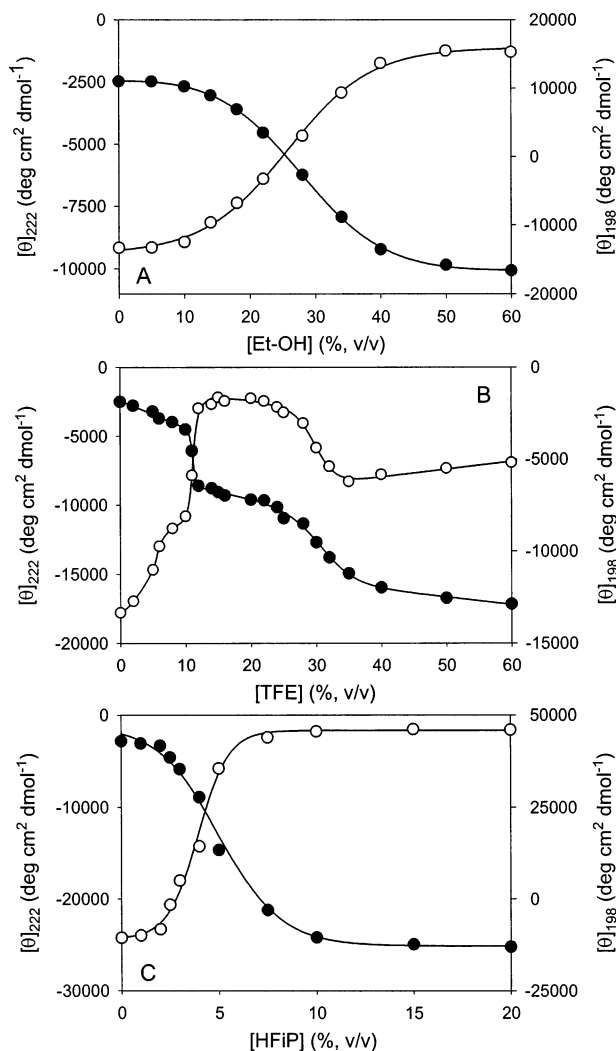 0
-2500
-5000
-7500
-10000
20000
10000
0
-10000
-20000
[θ]222 (deg cm² dmol⁻¹)
[θ]198 (deg cm² dmol⁻¹)
A
0 10 20 30 40 50 60
[Et-OH] (%, v/v)
0
-5000
-10000
-15000
-20000
0
-5000
-10000
-15000
[θ]222 (deg cm² dmol⁻¹)
[θ]198 (deg cm² dmol⁻¹)
B
0 10 20 30 40 50 60
[TFE] (%, v/v)
0
-10000
-20000
-30000
50000
25000
0
-25000
[θ]222 (deg cm² dmol⁻¹)
[θ]198 (deg cm² dmol⁻¹)
C
0 5 10 15 20
[HFiP] (%, v/v)